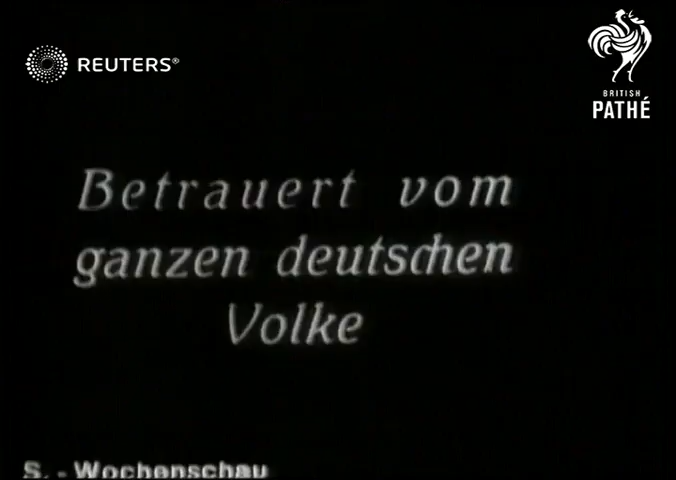 REUTERS®
BRITISH
PATHÉ
Betrauert vom
ganzen deutschen
Volke
S. - Wochenschau